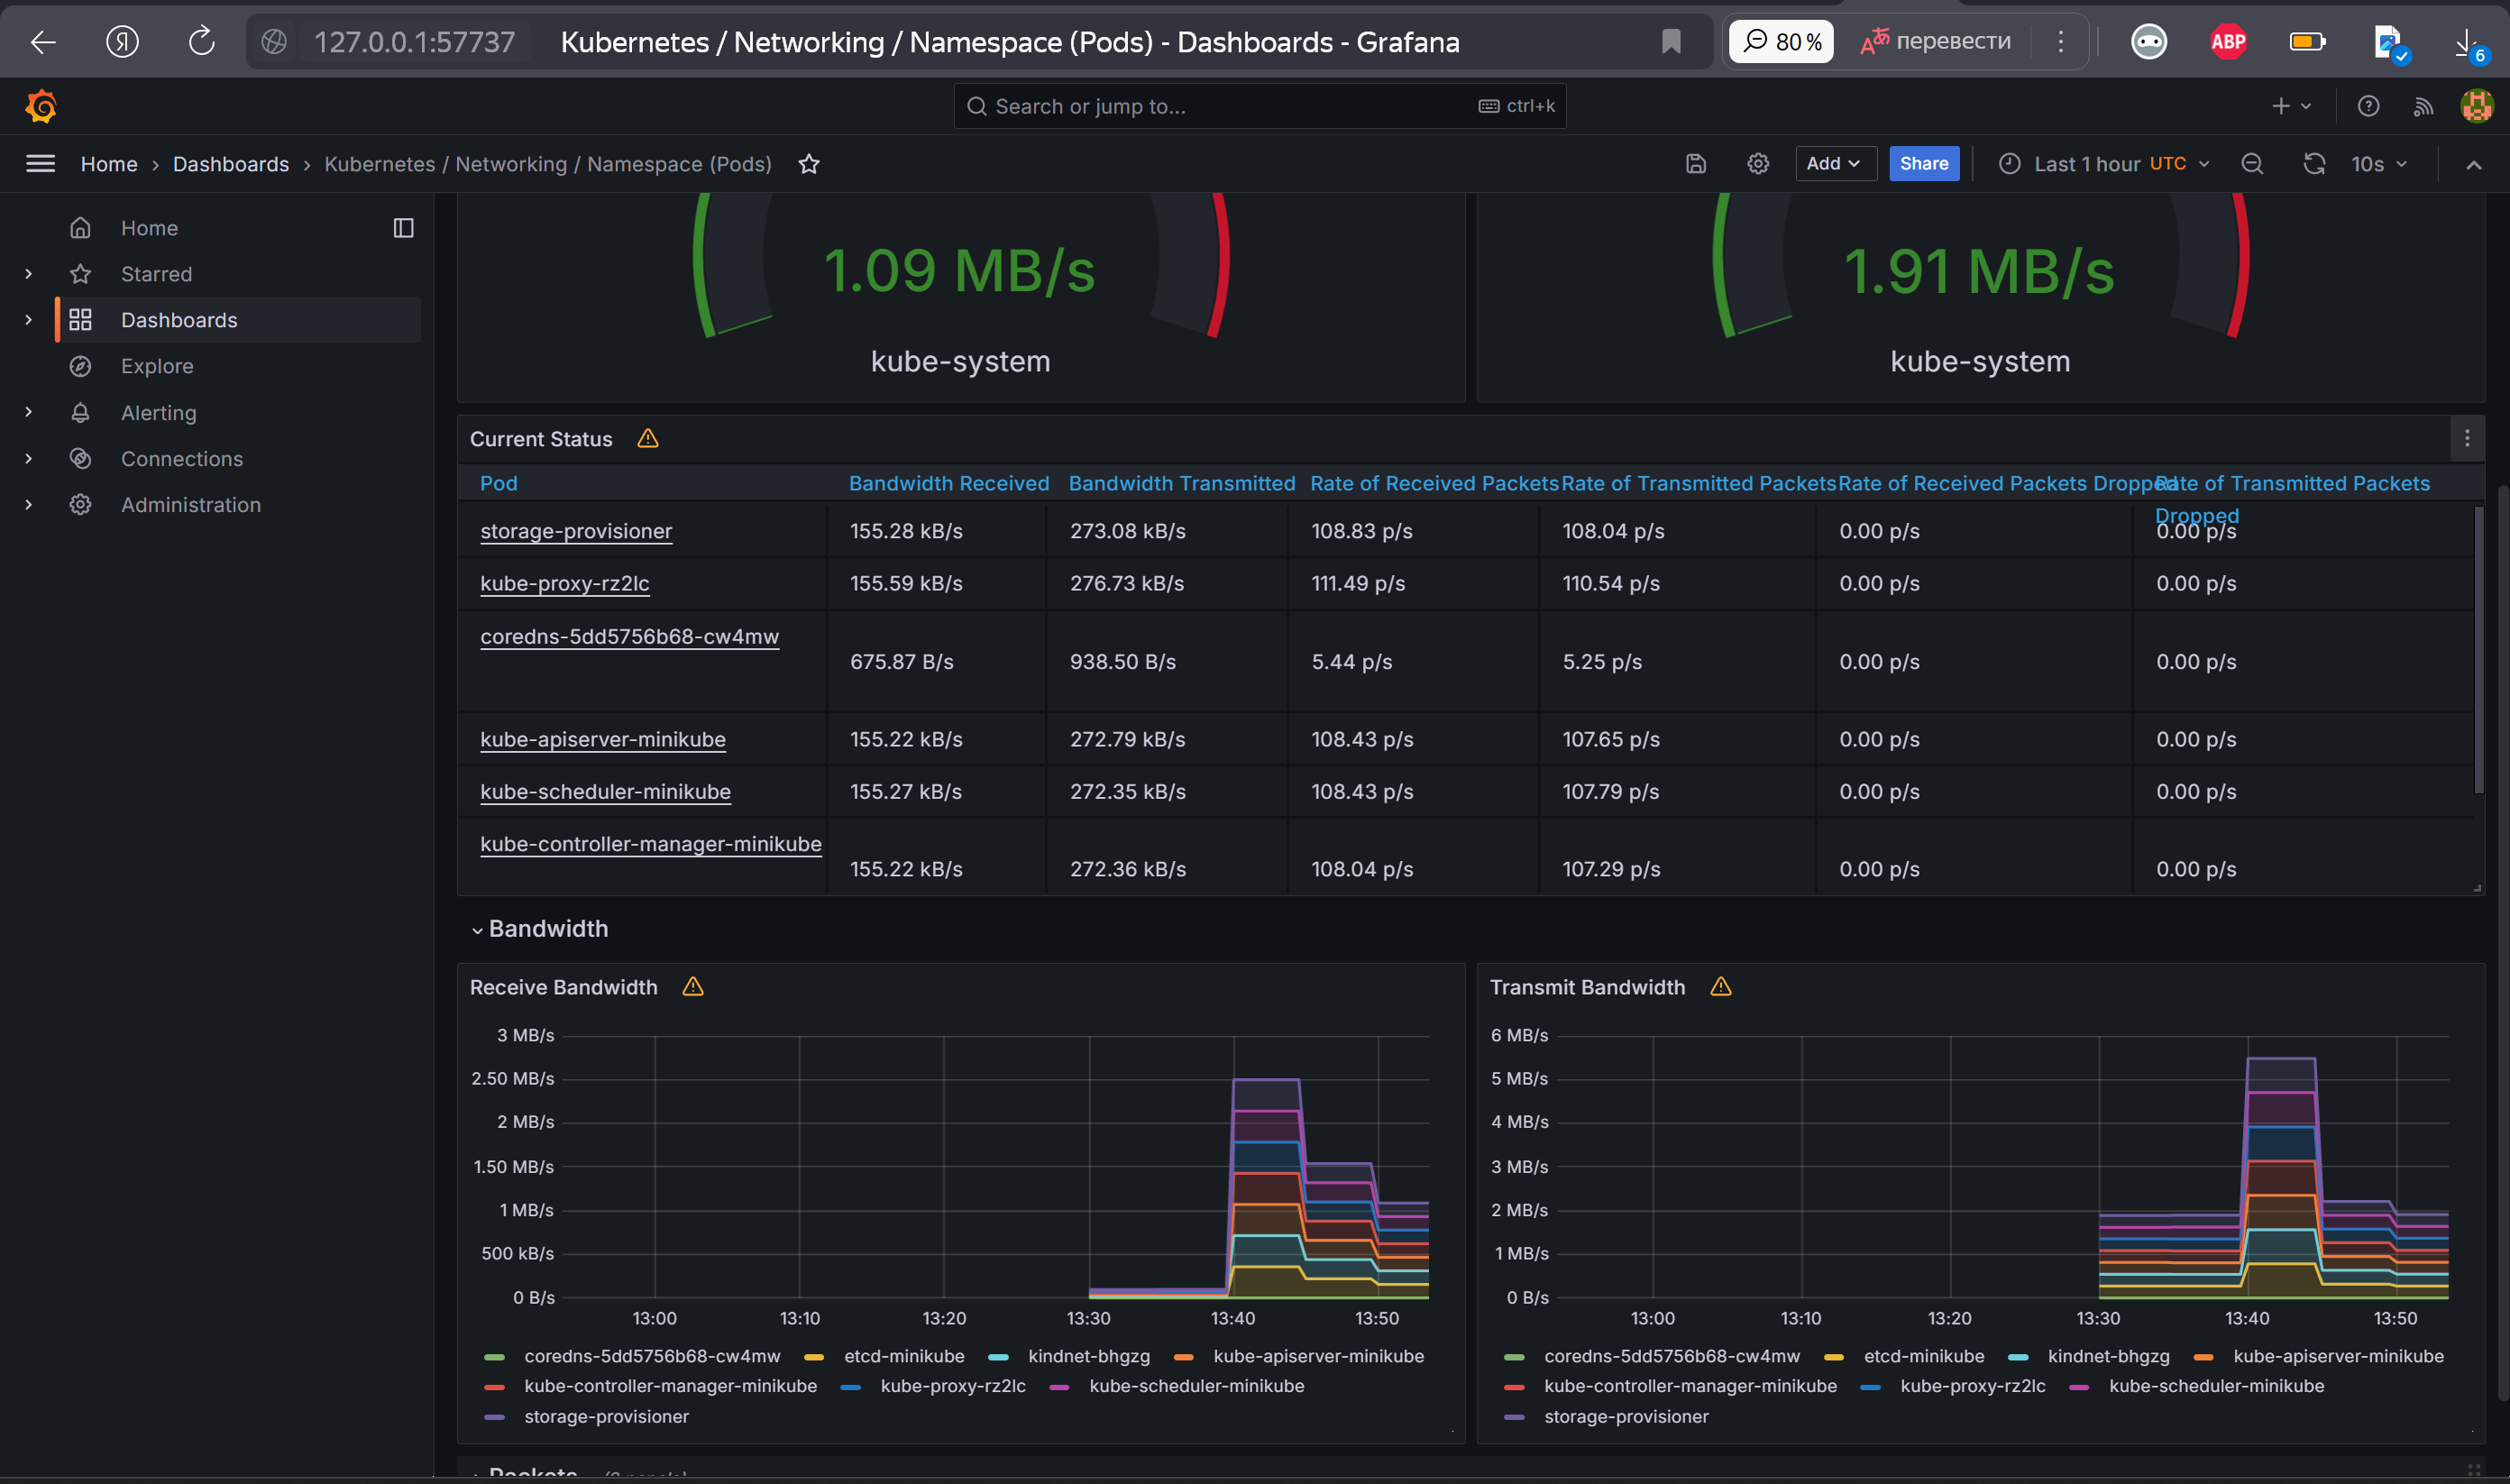 127.0.0.1:57737 Kubernetes / Networking / Namespace (Pods) - Dashboards - Grafana 80 % перевести ABP 6
Search or jump to... ctrl+k
Home › Dashboards › Kubernetes / Networking / Namespace (Pods) Add Share Last 1 hour UTC 10s
Home
Starred
Dashboards
Explore
Alerting
Connections
Administration
1.09 MB/s
kube-system
1.91 MB/s
kube-system
Current Status
Pod Bandwidth Received Bandwidth Transmitted Rate of Received Packets Rate of Transmitted Packets Rate of Received Packets Dropped Rate of Transmitted Packets Dropped
storage-provisioner 155.28 kB/s 273.08 kB/s 108.83 p/s 108.04 p/s 0.00 p/s 0.00 p/s
kube-proxy-rz2lc 155.59 kB/s 276.73 kB/s 111.49 p/s 110.54 p/s 0.00 p/s 0.00 p/s
coredns-5dd5756b68-cw4mw 675.87 B/s 938.50 B/s 5.44 p/s 5.25 p/s 0.00 p/s 0.00 p/s
kube-apiserver-minikube 155.22 kB/s 272.79 kB/s 108.43 p/s 107.65 p/s 0.00 p/s 0.00 p/s
kube-scheduler-minikube 155.27 kB/s 272.35 kB/s 108.43 p/s 107.79 p/s 0.00 p/s 0.00 p/s
kube-controller-manager-minikube 155.22 kB/s 272.36 kB/s 108.04 p/s 107.29 p/s 0.00 p/s 0.00 p/s
Bandwidth
Receive Bandwidth
3 MB/s
2.50 MB/s
2 MB/s
1.50 MB/s
1 MB/s
500 kB/s
0 B/s
13:00 13:10 13:20 13:30 13:40 13:50
coredns-5dd5756b68-cw4mw etcd-minikube kindnet-bhgzg kube-apiserver-minikube
kube-controller-manager-minikube kube-proxy-rz2lc kube-scheduler-minikube
storage-provisioner
Transmit Bandwidth
6 MB/s
5 MB/s
4 MB/s
3 MB/s
2 MB/s
1 MB/s
0 B/s
13:00 13:10 13:20 13:30 13:40 13:50
coredns-5dd5756b68-cw4mw etcd-minikube kindnet-bhgzg kube-apiserver-minikube
kube-controller-manager-minikube kube-proxy-rz2lc kube-scheduler-minikube
storage-provisioner
Packets